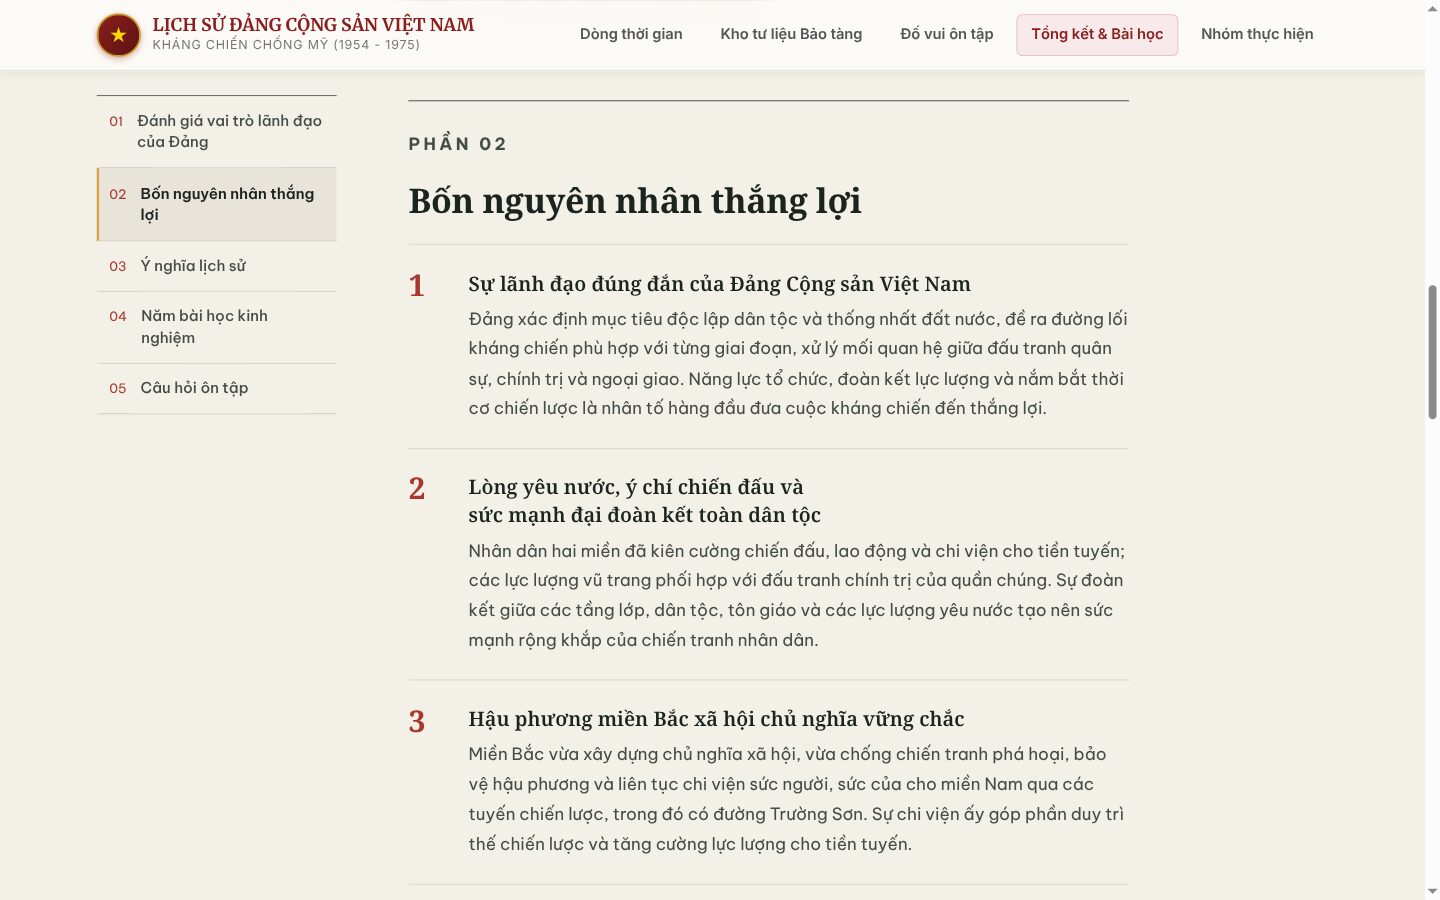 LỊCH SỬ ĐẢNG CỘNG SẢN VIỆT NAM
KHÁNG CHIẾN CHỐNG MỸ (1954 - 1975)
Dòng thời gian
Kho tư liệu Bảo tàng
Đố vui ôn tập
Tổng kết & Bài học
Nhóm thực hiện
01 Đánh giá vai trò lãnh đạo
của Đảng
02 Bốn nguyên nhân thắng
lợi
03 Ý nghĩa lịch sử
04 Năm bài học kinh
nghiệm
05 Câu hỏi ôn tập
PHẦN 02
Bốn nguyên nhân thắng lợi
1 Sự lãnh đạo đúng đắn của Đảng Cộng sản Việt Nam
Đảng xác định mục tiêu độc lập dân tộc và thống nhất đất nước, đề ra đường lối
kháng chiến phù hợp với từng giai đoạn, xử lý mối quan hệ giữa đấu tranh quân
sự, chính trị và ngoại giao. Năng lực tổ chức, đoàn kết lực lượng và nắm bắt thời
cơ chiến lược là nhân tố hàng đầu đưa cuộc kháng chiến đến thắng lợi.
2 Lòng yêu nước, ý chí chiến đấu và
sức mạnh đại đoàn kết toàn dân tộc
Nhân dân hai miền đã kiên cường chiến đấu, lao động và chi viện cho tiền tuyến;
các lực lượng vũ trang phối hợp với đấu tranh chính trị của quần chúng. Sự đoàn
kết giữa các tầng lớp, dân tộc, tôn giáo và các lực lượng yêu nước tạo nên sức
mạnh rộng khắp của chiến tranh nhân dân.
3 Hậu phương miền Bắc xã hội chủ nghĩa vững chắc
Miền Bắc vừa xây dựng chủ nghĩa xã hội, vừa chống chiến tranh phá hoại, bảo
vệ hậu phương và liên tục chi viện sức người, sức của cho miền Nam qua các
tuyến chiến lược, trong đó có đường Trường Sơn. Sự chi viện ấy góp phần duy trì
thế chiến lược và tăng cường lực lượng cho tiền tuyến.